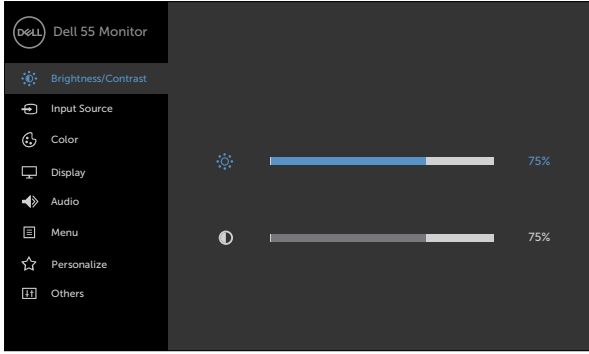 DELL
Dell 55 Monitor
Brightness/Contrast
Input Source
Color
Display
Audio
Menu
Personalize
Others
75%
75%